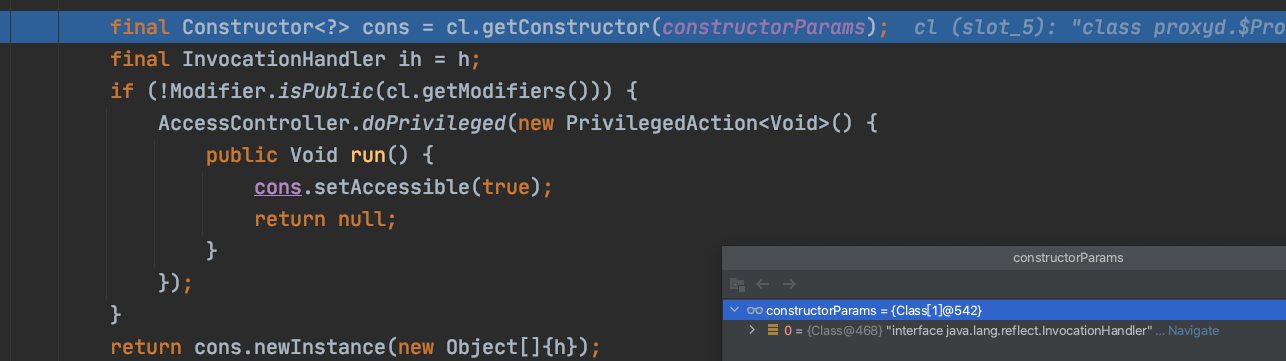 final Constructor<?> cons = cl.getConstructor(constructorParams);  cl (slot_5): "class proxyd.$Pro
final InvocationHandler ih = h;
if (!Modifier.isPublic(cl.getModifiers())) {
AccessController.doPrivileged(new PrivilegedAction<Void>() {
public Void run() {
cons.setAccessible(true);
return null;
}
});
}
return cons.newInstance(new Object[]{h});
constructorParams
constructorParams = {Class[1]@542}
0 = {Class@468} "interface java.lang.reflect.InvocationHandler"... Navigate